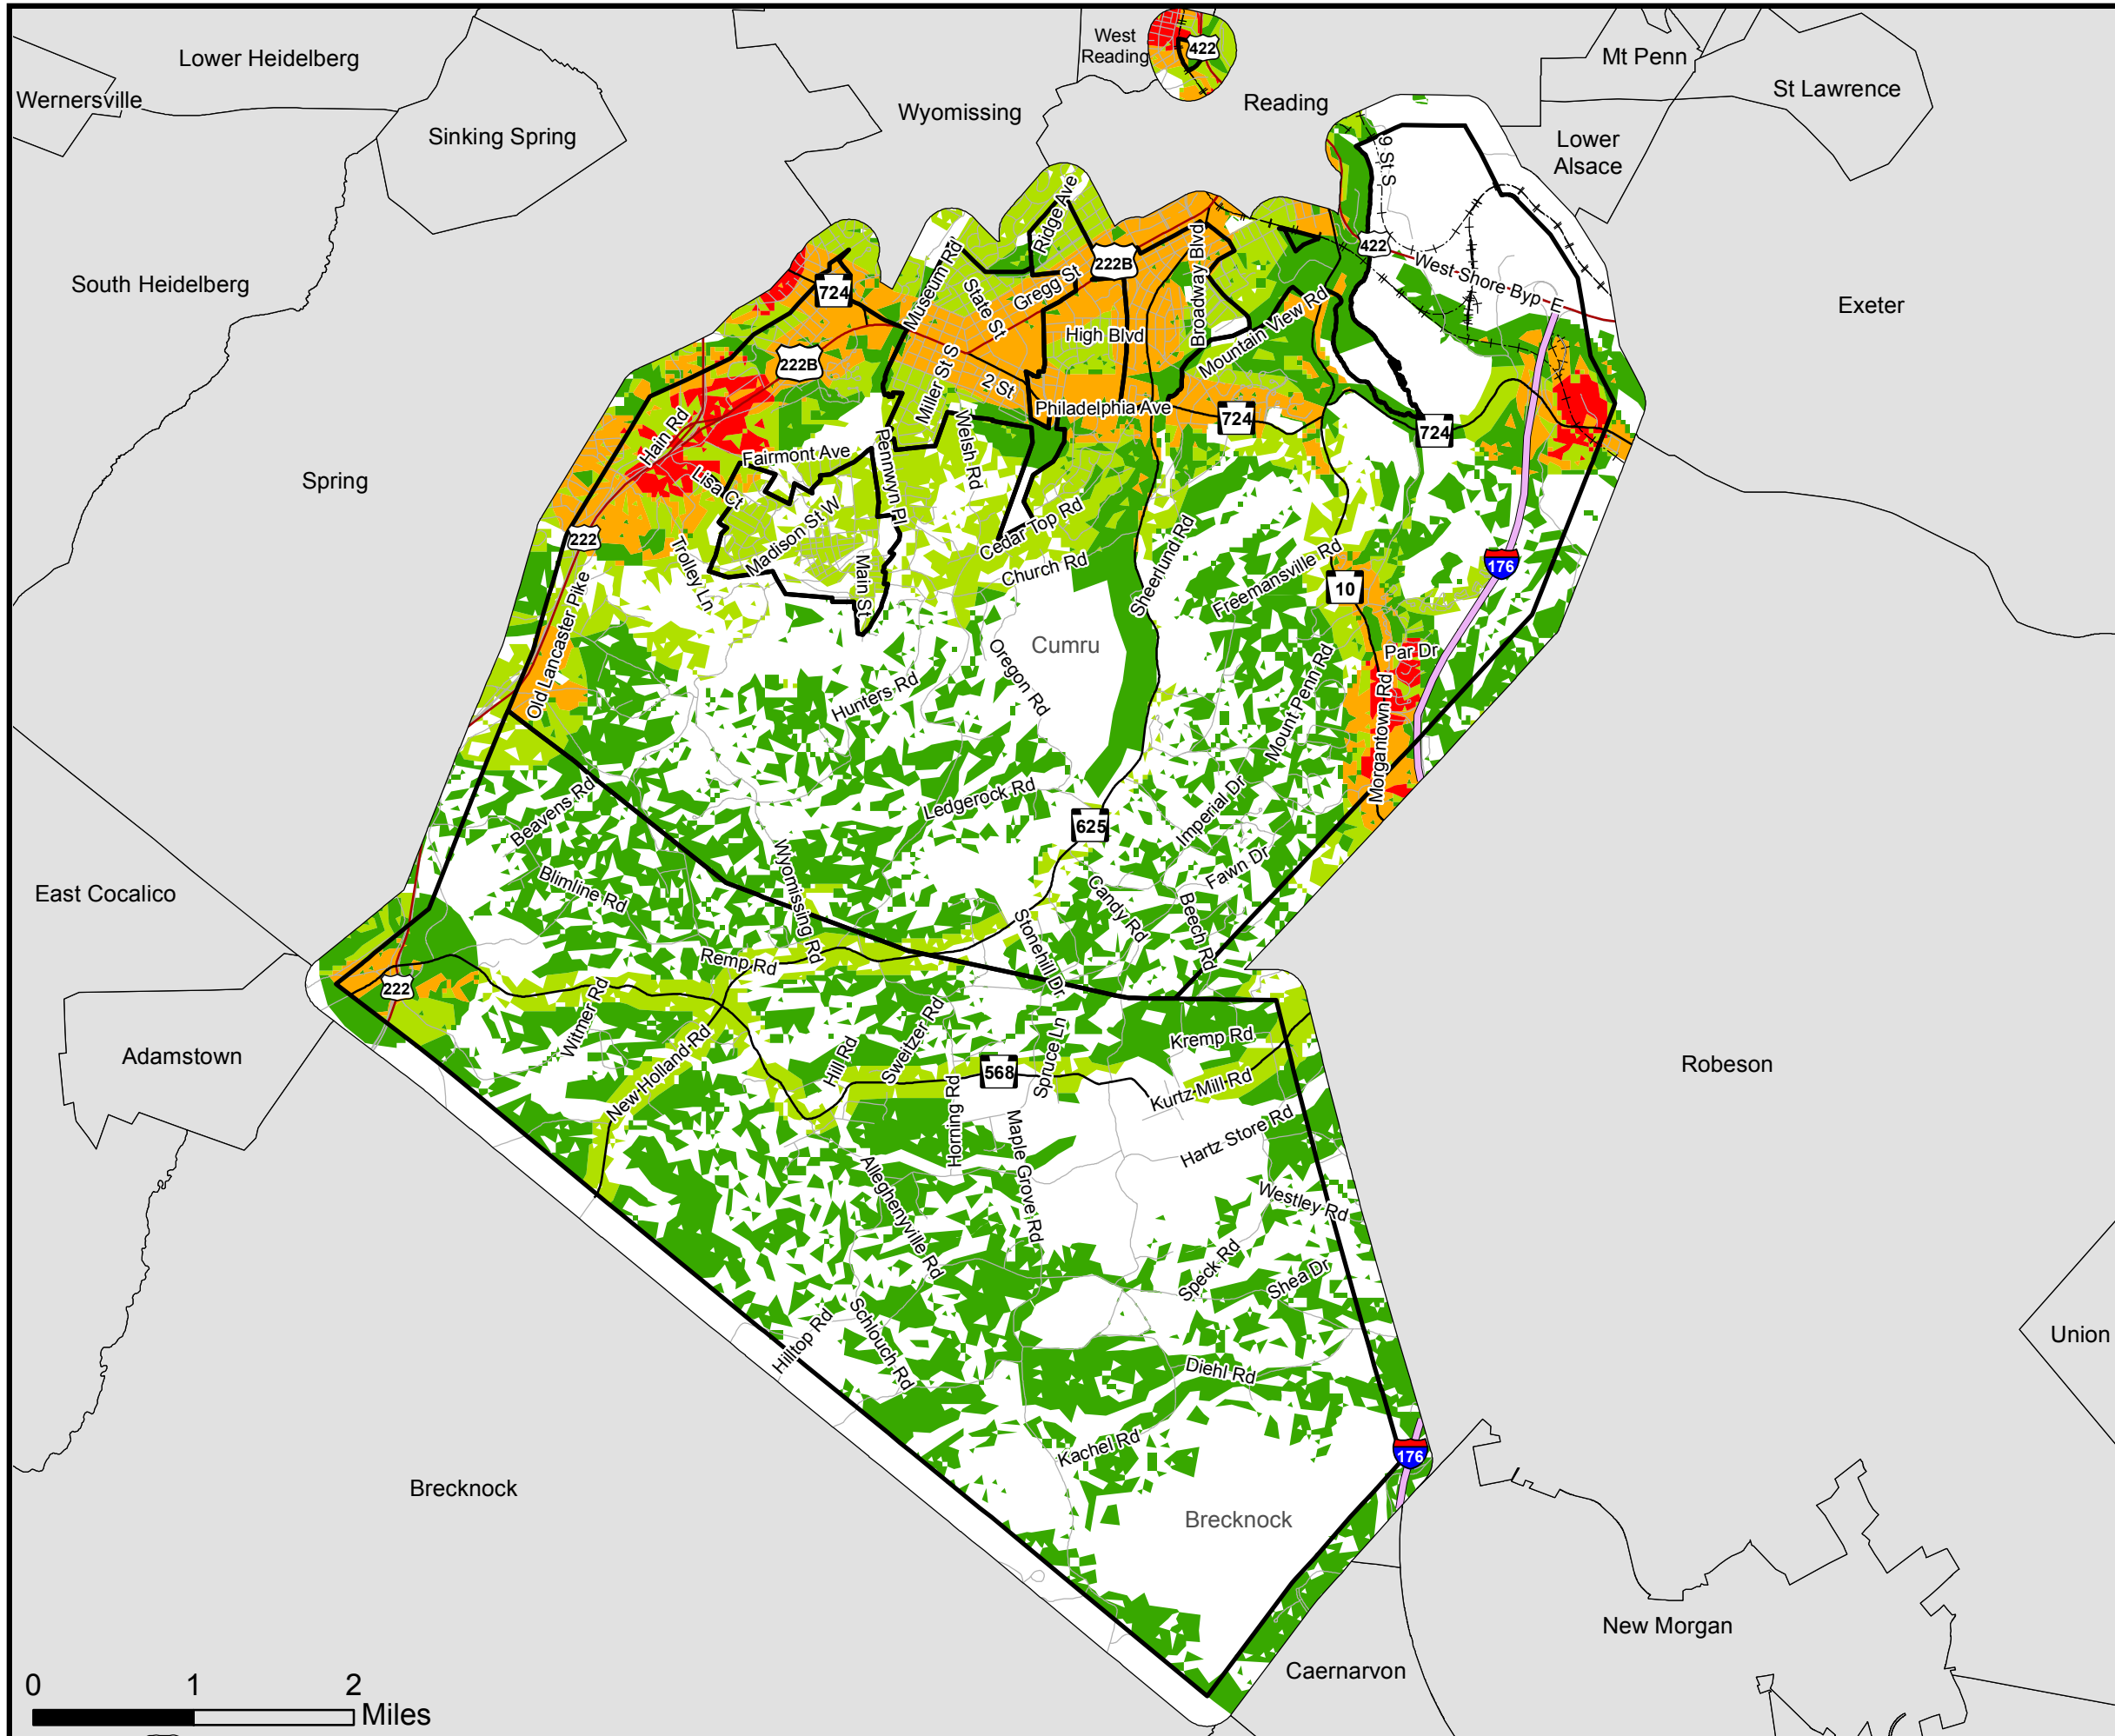 Lower Heidelberg
Wernersville
Sinking Spring
Wyomissing
West
Reading
422
Reading
Mt Penn
St Lawrence
Lower
Alsace
South Heidelberg
Exeter
Spring
9 St S
422
West Shore Byp E
Ridge Ave
222B
Broadway Blvd
Museum Rd
State St
Gregg St
724
High Blvd
Mountain View Rd
222B
Miller St S
2 St
Philadelphia Ave
724
724
Hain Rd
Fairmont Ave
Pennwyn Pl
Welsh Rd
Lisa Ct
Madison St W
Cedar Top Rd
222
Trolley Ln
Main St
Church Rd
Sheerlund Rd
Freemansville Rd
176
10
Old Lancaster Pike
Cumru
Par Dr
Hunters Rd
Oregon Rd
Mount Penn Rd
Morgantown Rd
Beavens Rd
Ledgerock Rd
625
Imperial Dr
Fawn Dr
East Cocalico
Blimline Rd
Wyomissing Rd
Candy Rd
Beech Rd
Stonehill Dr
Remp Rd
222
Witmer Rd
Adamstown
New Holland Rd
Hill Rd
Sweitzer Rd
568
Spruce Ln
Kremp Rd
Kurtz Mill Rd
Robeson
Horning Rd
Maple Grove Rd
Hartz Store Rd
Alleghenyville Rd
Westley Rd
Speck Rd
Shea Dr
Hilltop Rd
Schlouch Rd
Diehl Rd
Union
Kachel Rd
176
Brecknock
Brecknock
New Morgan
Caernarvon
0 1 2
Miles